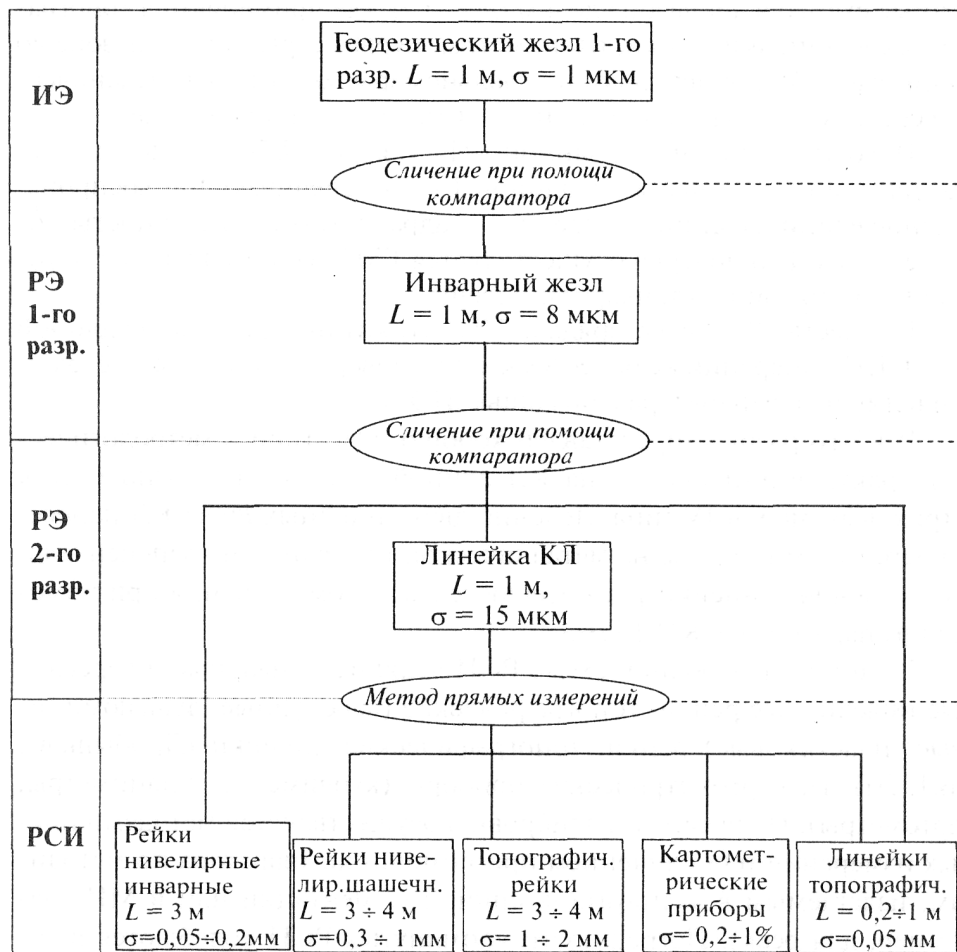 ИЭ
Геодезический жезл 1-го
разр. L = 1 м, σ = 1 мкм
Сличение при помощи
компаратора
РЭ
1-го
разр.
Инварный жезл
L = 1 м, σ = 8 мкм
Сличение при помощи
компаратора
РЭ
2-го
разр.
Линейка КЛ
L = 1 м,
σ = 15 мкм
Метод прямых измерений
РСИ
Рейки
нивелирные
инварные
L = 3 м
σ=0,05÷0,2мм
Рейки ниве-
лир.шашечн.
L = 3 ÷ 4 м
σ=0,3 ÷ 1 мм
Топографич.
рейки
L = 3 ÷ 4 м
σ= 1 ÷ 2 мм
Картомет-
рические
приборы
σ= 0,2÷1%
Линейки
топографич.
L = 0,2÷1 м
σ=0,05 мм